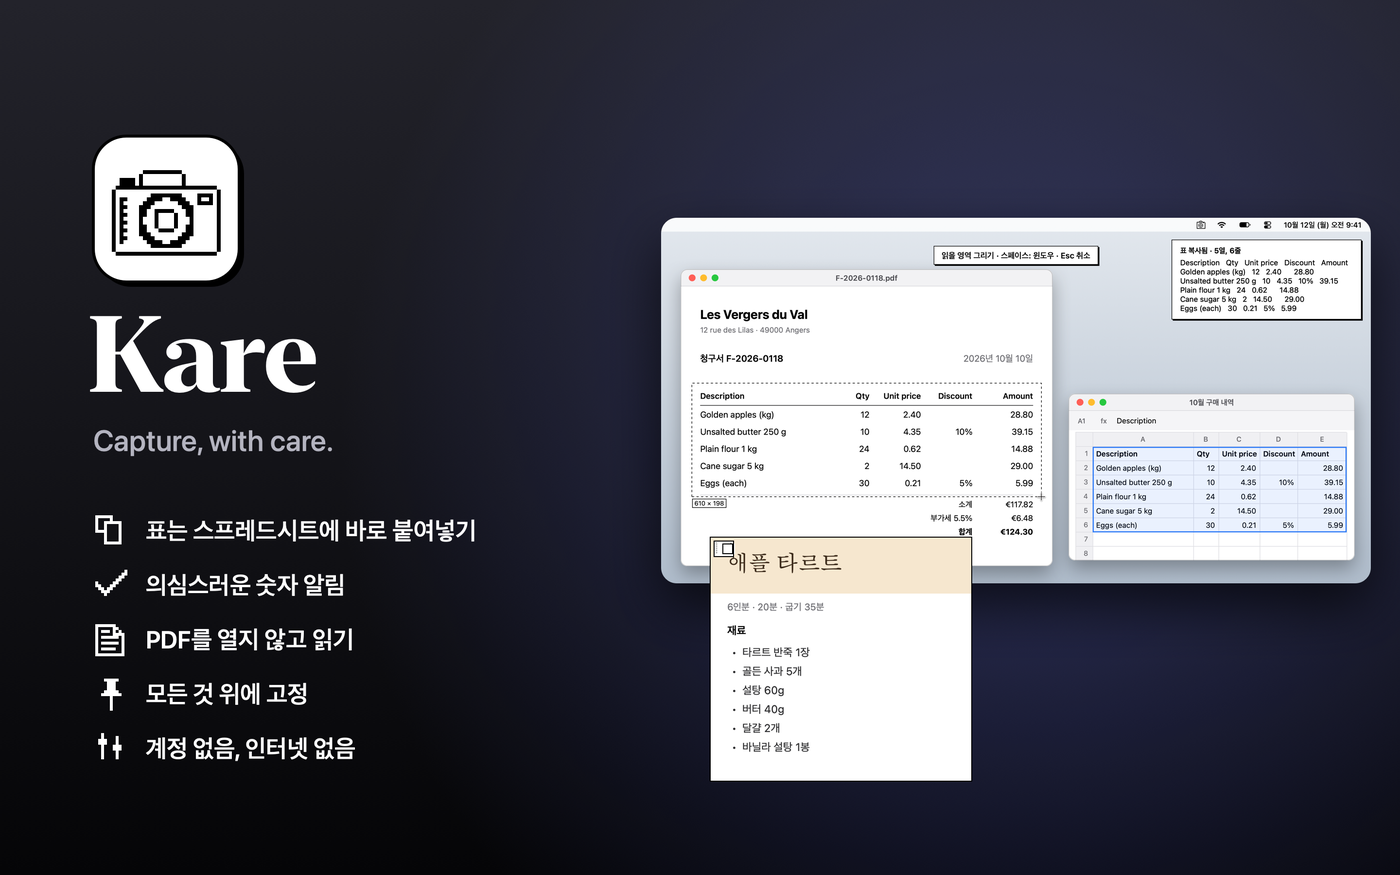 Kare
Capture, with care.
표는 스프레드시트에 바로 붙여넣기
의심스러운 숫자 알림
PDF를 열지 않고 읽기
모든 것 위에 고정
계정 없음, 인터넷 없음
10월 12일 (월) 오전 9:41
읽을 영역 그리기 · 스페이스: 윈도우 · Esc 취소
표 복사됨 · 5열, 6줄
Description Qty Unit price Discount Amount
Golden apples (kg) 12 2.40 28.80
Unsalted butter 250 g 10 4.35 10% 39.15
Plain flour 1 kg 24 0.62 14.88
Cane sugar 5 kg 2 14.50 29.00
Eggs (each) 30 0.21 5% 5.99
F-2026-0118.pdf
Les Vergers du Val
12 rue des Lilas · 49000 Angers
청구서 F-2026-0118 2026년 10월 10일
Description Qty Unit price Discount Amount
Golden apples (kg) 12 2.40 28.80
Unsalted butter 250 g 10 4.35 10% 39.15
Plain flour 1 kg 24 0.62 14.88
Cane sugar 5 kg 2 14.50 29.00
Eggs (each) 30 0.21 5% 5.99
610 × 198
소계 €117.82
부가세 5.5% €6.48
합계 €124.30
애플 타르트
6인분 · 20분 · 굽기 35분
재료
• 타르트 반죽 1장
• 골든 사과 5개
• 설탕 60g
• 버터 40g
• 달걀 2개
• 바닐라 설탕 1봉
10월 구매 내역
A1 fx Description
A B C D E
1 Description Qty Unit price Discount Amount
2 Golden apples (kg) 12 2.40 28.80
3 Unsalted butter 250 g 10 4.35 10% 39.15
4 Plain flour 1 kg 24 0.62 14.88
5 Cane sugar 5 kg 2 14.50 29.00
6 Eggs (each) 30 0.21 5% 5.99
7
8